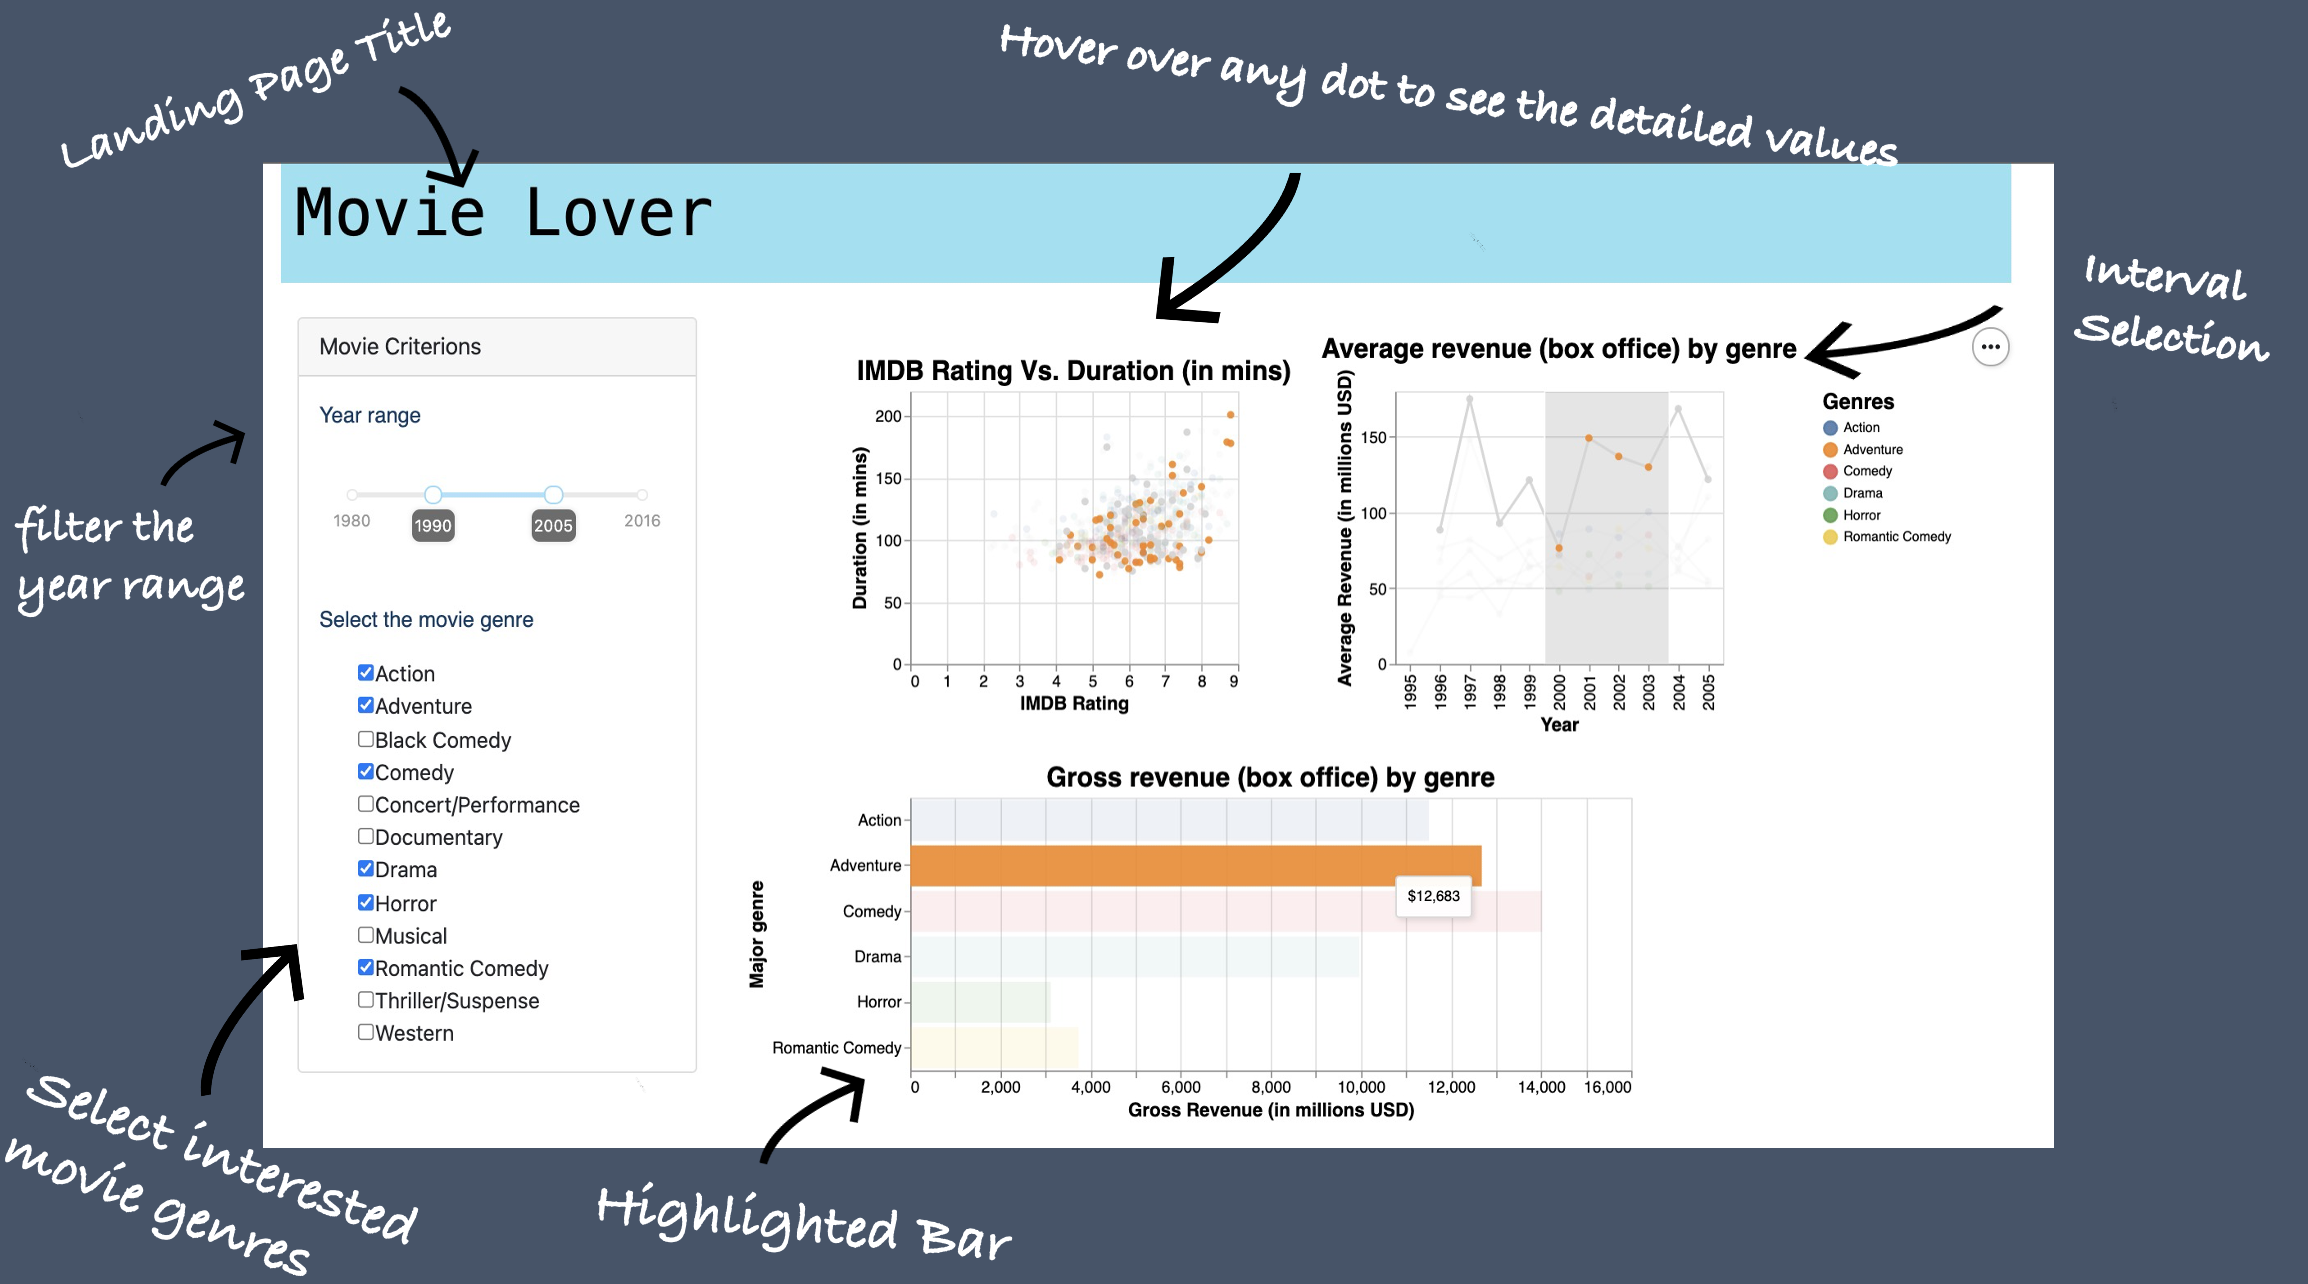 Landing Page Title
Hover over any dot to see the detailed values
Movie Lover
Interval
Selection
filter the
year range
Movie Criterions
Year range
1980 1990 2005 2016
Select the movie genre
Action
Adventure
Black Comedy
Comedy
Concert/Performance
Documentary
Drama
Horror
Musical
Romantic Comedy
Thriller/Suspense
Western
Select interested
movie genres
IMDB Rating Vs. Duration (in mins)
Duration (in mins)
200
150
100
50
0
0 1 2 3 4 5 6 7 8 9
IMDB Rating
Average revenue (box office) by genre
Average Revenue (in millions USD)
150
100
50
0
1995 1996 1997 1998 1999 2000 2001 2002 2003 2004 2005
Year
Genres
Action
Adventure
Comedy
Drama
Horror
Romantic Comedy
Gross revenue (box office) by genre
Major genre
Action
Adventure
$12,683
Comedy
Drama
Horror
Romantic Comedy
0 2,000 4,000 6,000 8,000 10,000 12,000 14,000 16,000
Gross Revenue (in millions USD)
Highlighted Bar